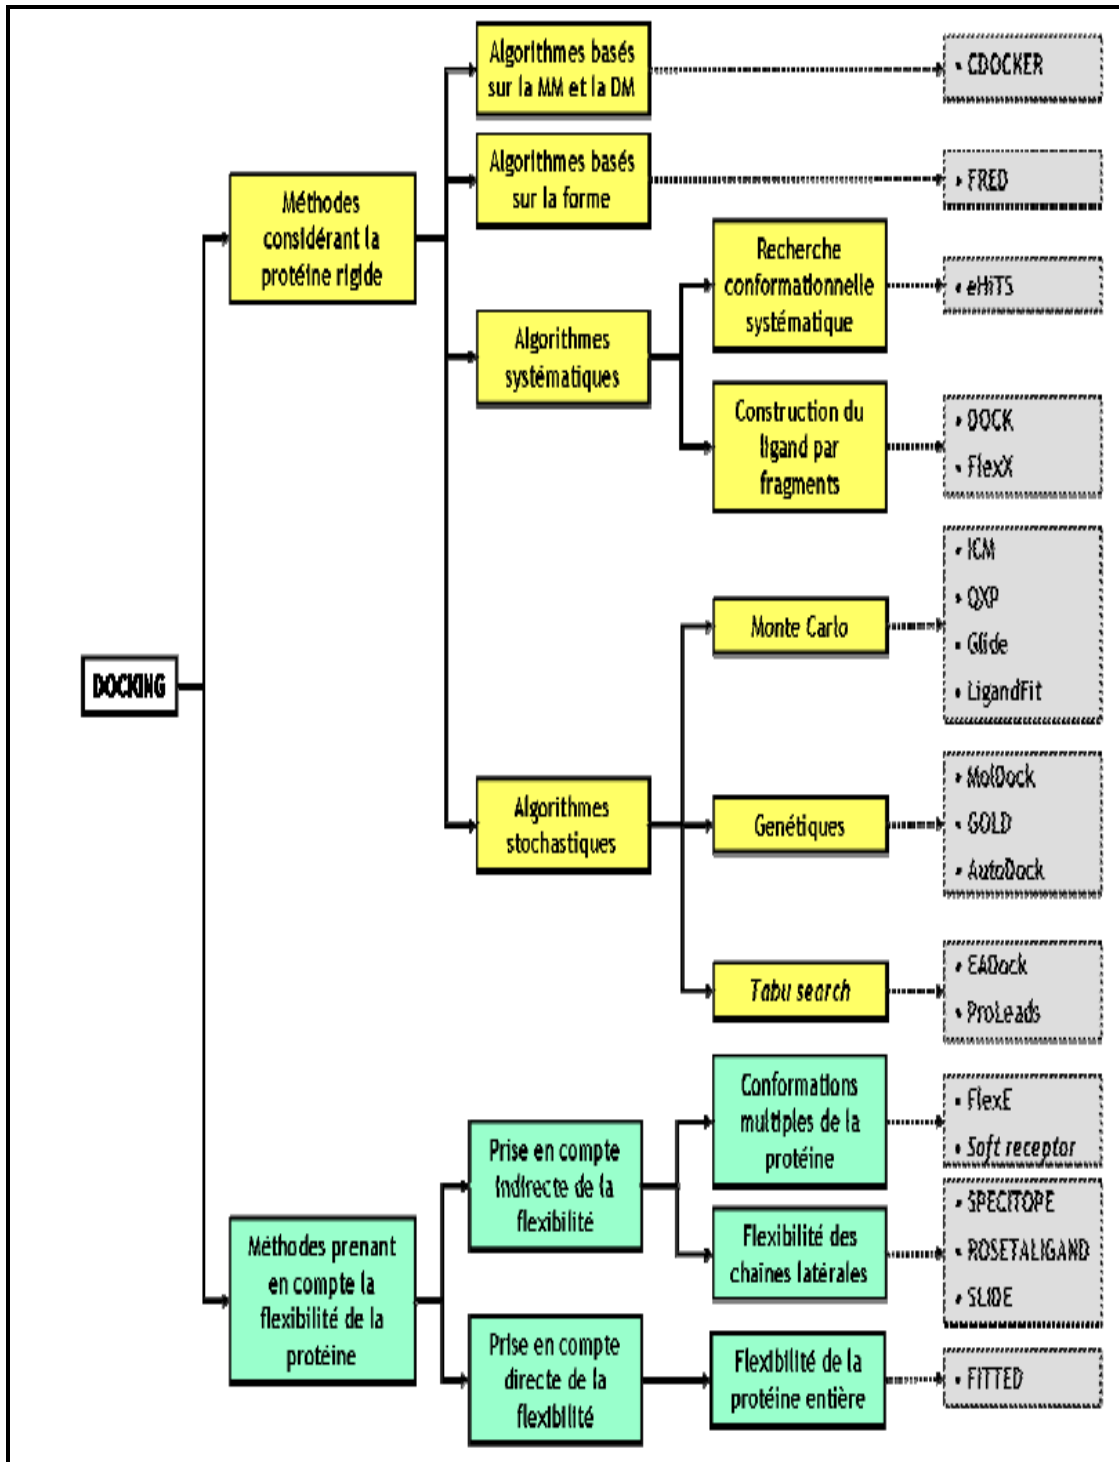 Algorithmes basés
sur la MM et la DM
• CDOCKER
Algorithmes basés
sur la forme
• FRED
Méthodes
considérant la
protéine rigide
Recherche
conformationnelle
systématique
• eHiTS
Algorithmes
systématiques
Construction du
ligand par
fragments
• DOCK
• FlexX
• ICM
• QXP
• Glide
• LigandFit
Monte Carlo
DOCKING
Algorithmes
stochastiques
Genétiques
• MolDock
• GOLD
• AutoDock
Tabu search
• EADock
• ProLeads
Conformations
multiples de la
protéine
• FlexE
• Soft receptor
Prise en compte
indirecte de la
flexibilité
Flexibilité des
chaînes latérales
• SPECITOPE
• ROSETALIGAND
• SLIDE
Méthodes prenant
en compte la
flexibilité de la
protéine
Prise en compte
directe de la
flexibilité
Flexibilité de la
protéine entière
• FITTED